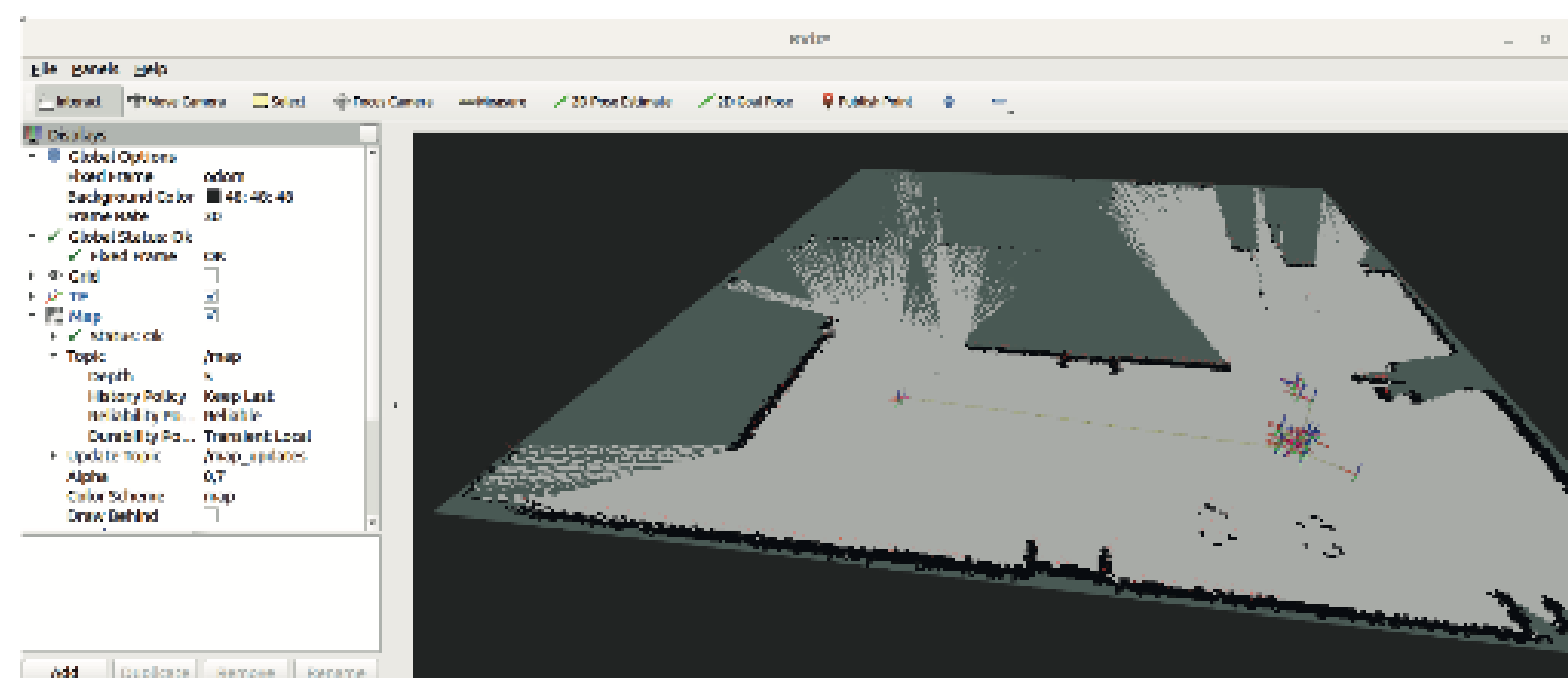 RViz*
File Panels Help
Interact Move Camera Select Focus Camera Measure 2D Pose Estimate 2D Goal Pose Publish Point
Displays
Global Options
Fixed Frame odom
Background Color 48; 48; 48
Frame Rate 30
Global Status: Ok
Fixed Frame OK
Grid
TF
Map
Status: Ok
Topic /map
Depth 5
History Policy Keep Last
Reliability Po... Reliable
Durability Po... Transient Local
Update Topic /map_updates
Alpha 0,7
Color Scheme map
Draw Behind
Add Duplicate Remove Rename